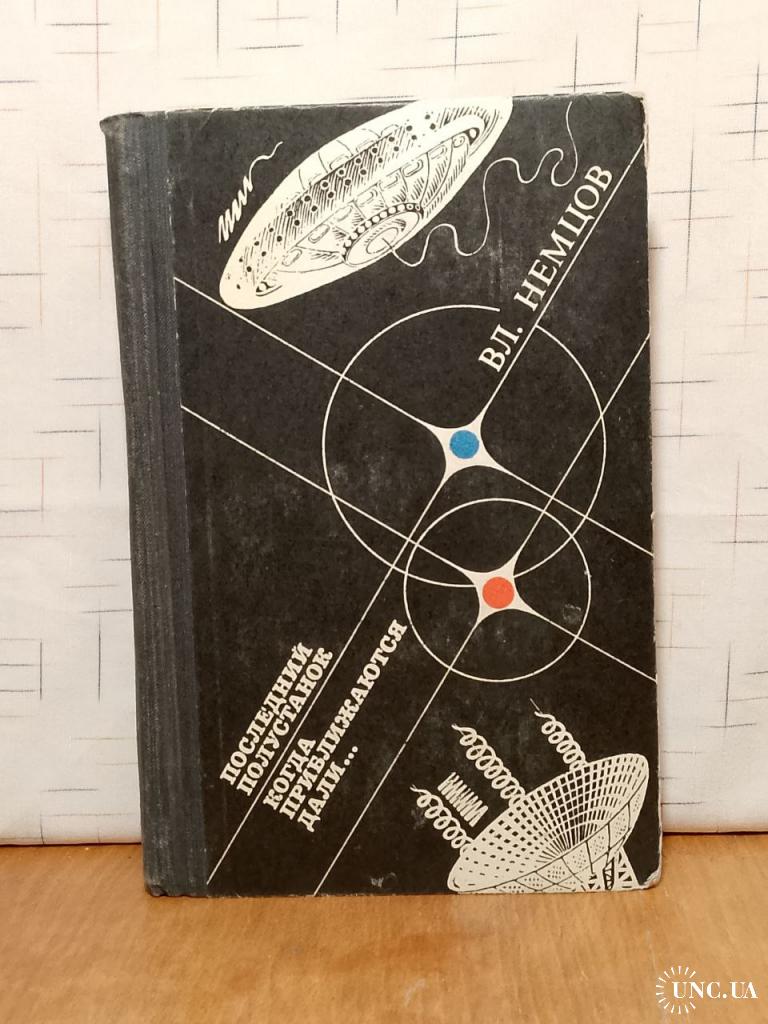 ВЛ. НЕМЦОВ
ПОСЛЕДНИЙ
ПОЛУСТАНОК
КОГДА
ПРИБЛИЖАЮТСЯ
ДАЛИ...
UNC.UA